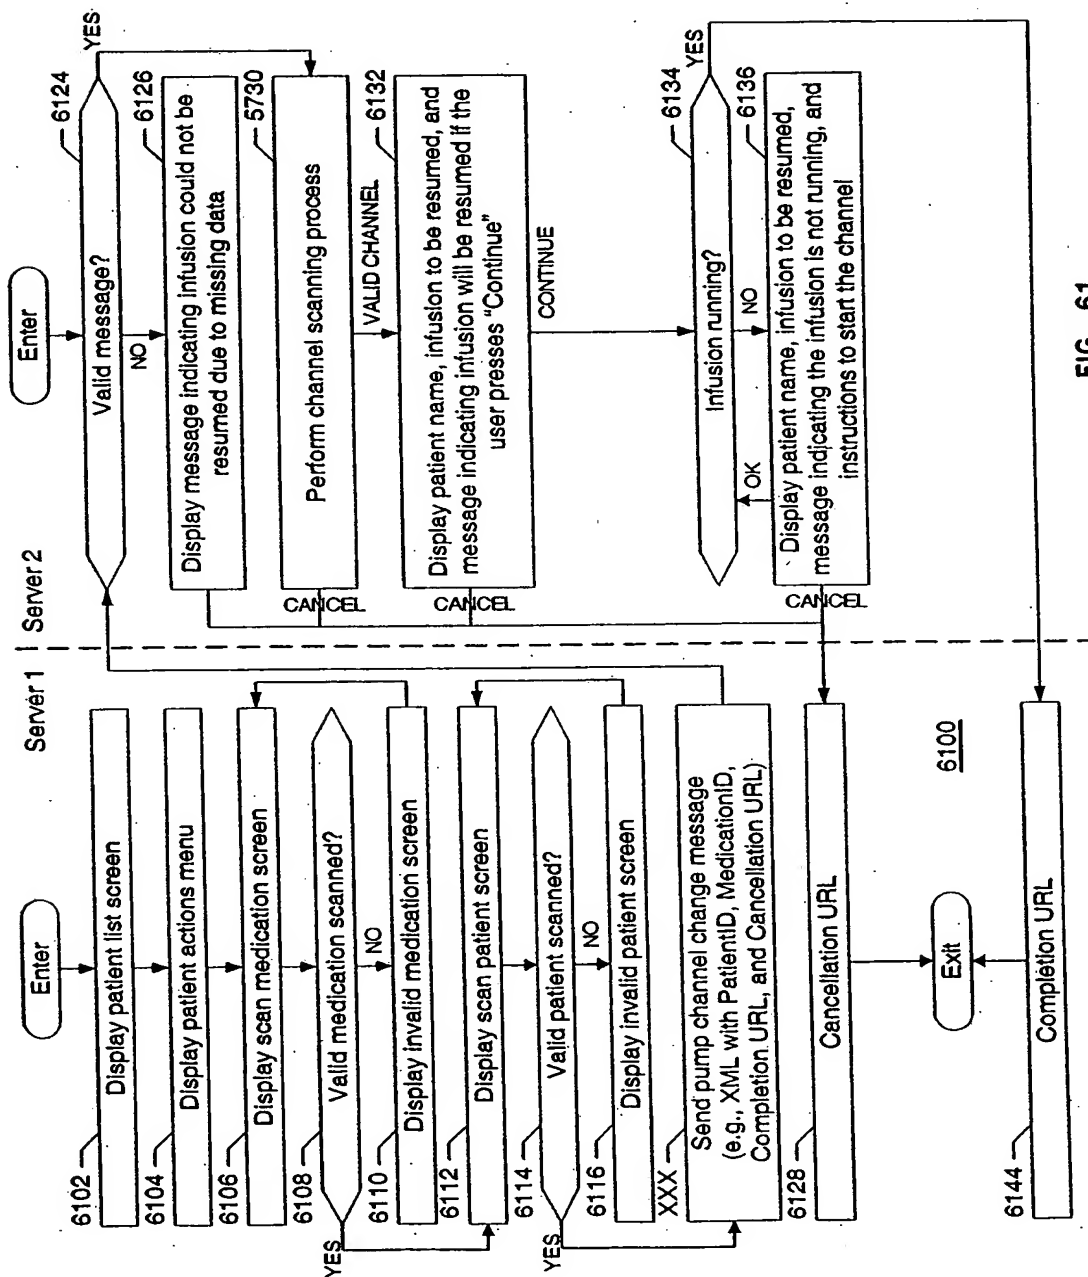 Server 1
Enter
6102
Display patient list screen
6104
Display patient actions menu
6106
Display scan medication screen
6108
Valid medication scanned?
YES
NO
6110
Display invalid medication screen
6112
Display scan patient screen
6114
Valid patient scanned?
YES
NO
6116
Display invalid patient screen
XXX
Send pump channel change message
(e.g., XML with PatientID, MedicationID,
Completion URL, and Cancellation URL)
6128
Cancellation URL
Exit
6100
6144
Completion URL
Server 2
Enter
6124
Valid message?
YES
NO
6126
Display message indicating infusion could not be
resumed due to missing data
5730
Perform channel scanning process
CANCEL
VALID CHANNEL
6132
Display patient name, infusion to be resumed, and
message indicating infusion will be resumed if the
user presses "Continue"
CONTINUE
6134
Infusion running?
YES
OK
NO
6136
Display patient name, infusion to be resumed,
message indicating the infusion is not running, and
instructions to start the channel
CANCEL
FIG. 61